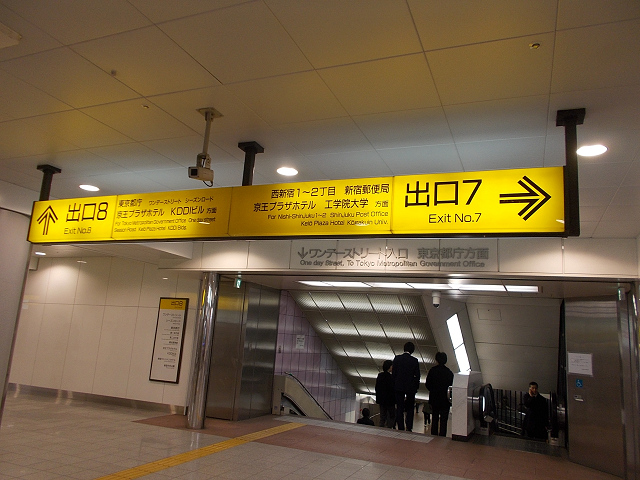 出口8
Exit No.8
東京都庁 ワンデーストリート シーズンロード
京王プラザホテル KDDIビル 方面
For Tokyo Metropolitan Government Office One day Street
Season Road Keio Plaza Hotel KDDI Bldg.
西新宿1〜2丁目 新宿郵便局
京王プラザホテル 工学院大学 方面
For Nishi-Shinjuku 1~2 Shinjuku Post Office
Keio Plaza Hotel Kogakuin Univ.
出口7
Exit No.7
↓ワンデーストリート入口 東京都庁方面
One day Street, To Tokyo Metropolitan Government Office